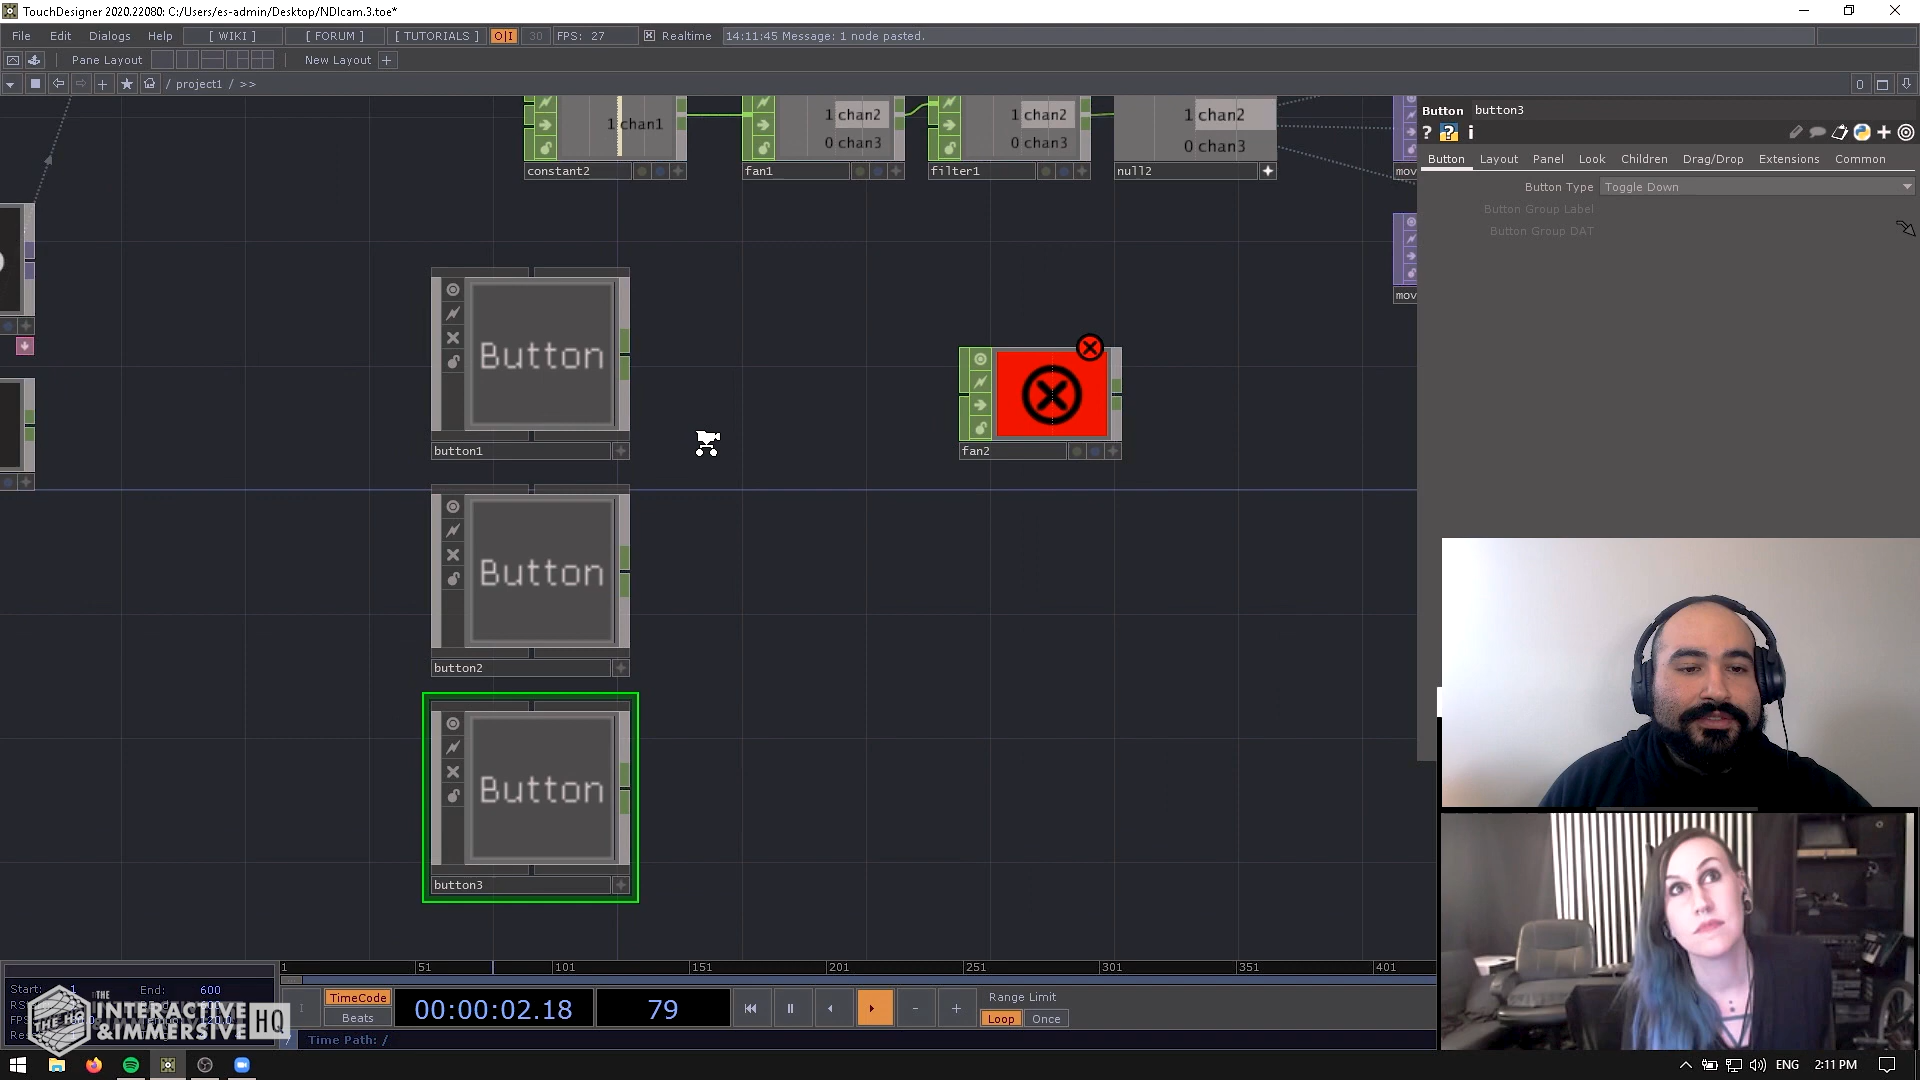 TouchDesigner 2020.22080: C:/Users/es-admin/Desktop/NDIcam.3.toe*
File Edit Dialogs Help [ WIKI ] [ FORUM ] [ TUTORIALS ] O|I 30 FPS: 27 Realtime 14:11:45 Message: 1 node pasted.
Pane Layout New Layout +
/ project1 / >> 0
Button button3
? ? i
Button Layout Panel Look Children Drag/Drop Extensions Common
Button Type Toggle Down
Button Group Label
Button Group DAT
1 chan1
1 chan2
0 chan3
1 chan2
0 chan3
1 chan2
0 chan3
constant2 fan1 filter1 null2 mov
mov
Button
button1
fan2
Button
button2
Button
button3
1 51 101 151 201 251 301 351 401
Start: 1 End: 600
TimeCode
Beats
00:00:02.18 79
Range Limit
Loop Once
Time Path: /
THE HQ
THE
INTERACTIVE
&IMMERSIVE HQ
ENG 2:11 PM